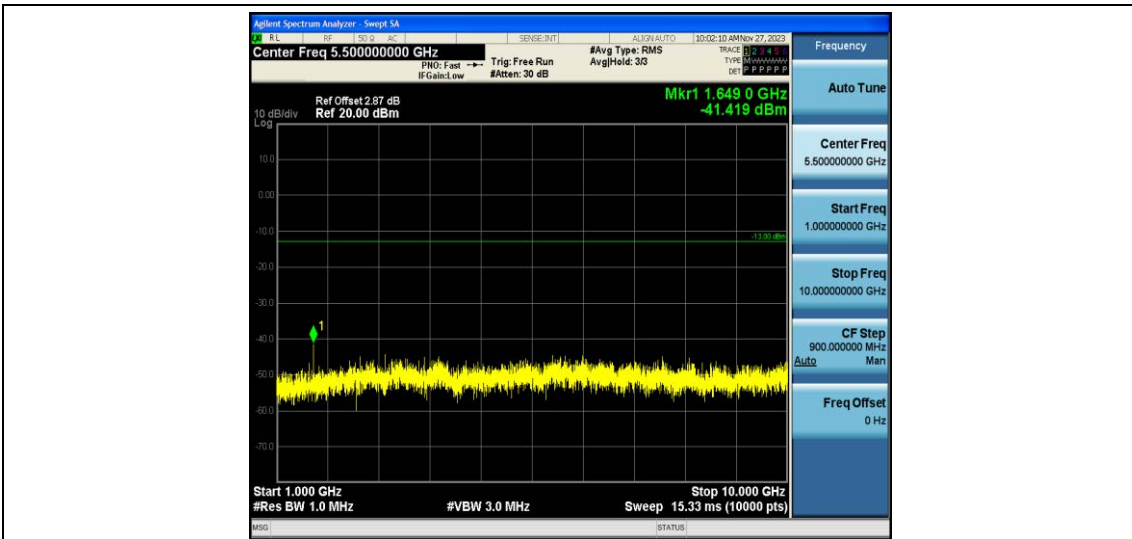 Agilent Spectrum Analyzer - Swept SA
RL RF 50 Ω AC SENSE:INT ALIGN AUTO 10:02:10 AM Nov 27, 2023
Center Freq 5.500000000 GHz
PNO: Fast
IFGain:Low
Trig: Free Run
#Atten: 30 dB
#Avg Type: RMS
Avg|Hold: 3/3
TRACE 1 2 3 4 5 6
TYPE M W W W W W
DET P P P P P P
Mkr1 1.649 0 GHz
-41.419 dBm
Ref Offset 2.87 dB
10 dB/div Ref 20.00 dBm
Log
10.0
0.00
-10.0
-13.00 dBm
-20.0
-30.0
1
-40.0
-50.0
-60.0
-70.0
Start 1.000 GHz Stop 10.000 GHz
#Res BW 1.0 MHz #VBW 3.0 MHz Sweep 15.33 ms (10000 pts)
MSG STATUS
Frequency
Auto Tune
Center Freq
5.500000000 GHz
Start Freq
1.000000000 GHz
Stop Freq
10.000000000 GHz
CF Step
900.000000 MHz
Auto Man
Freq Offset
0 Hz